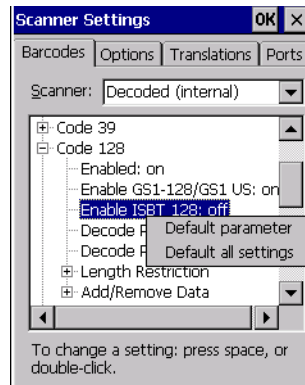 Scanner Settings OK ×
Barcodes Options Translations Ports
Scanner: Decoded (internal)
Code 39
Code 128
Enabled: on
Enable GS1-128/GS1 US: on
Enable ISBT 128: off
Decode P Default parameter
Decode F Default all settings
Length Restriction
Add/Remove Data
To change a setting: press space, or
double-click.